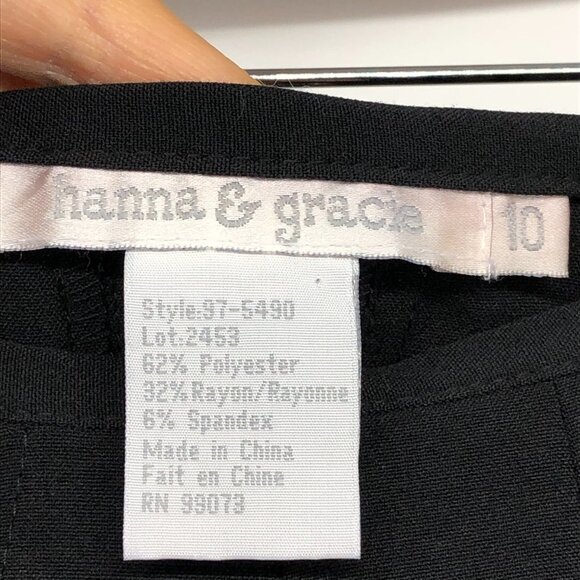 hanna & gracie 10
Style:97-5490
Lot:2453
62% Polyester
32%Rayon/Rayonne
6% Spandex
Made in China
Fait en Chine
RN 99073